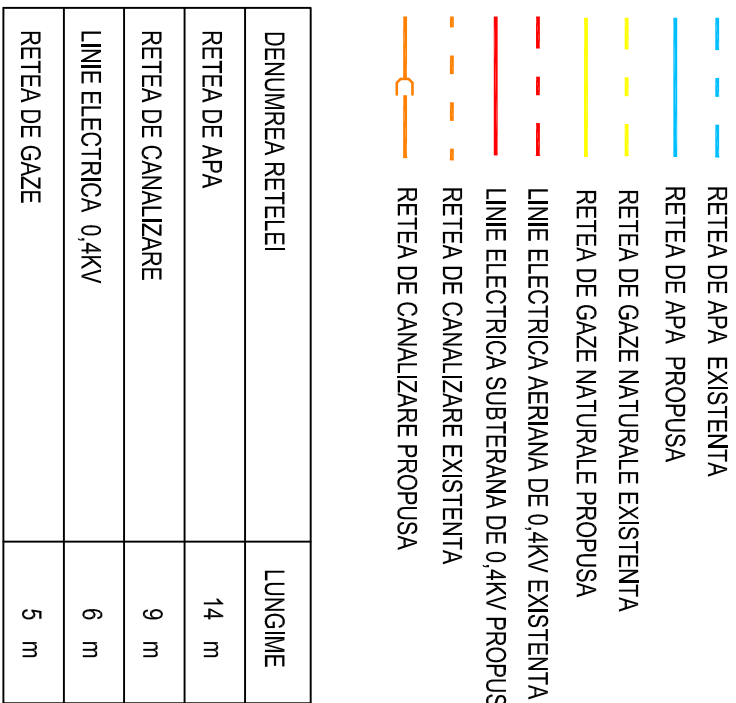 RETEA DE APA EXISTENTA
RETEA DE APA PROPUSA
RETEA DE GAZE NATURALE EXISTENTA
RETEA DE GAZE NATURALE PROPUSA
LINIE ELECTRICA AERIANA DE 0,4KV EXISTENTA
LINIE ELECTRICA SUBTERANA DE 0,4KV PROPUS
RETEA DE CANALIZARE EXISTENTA
RETEA DE CANALIZARE PROPUSA
DENUMREA RETELEI LUNGIME
RETEA DE APA 14 m
RETEA DE CANALIZARE 9 m
LINIE ELECTRICA 0,4KV 6 m
RETEA DE GAZE 5 m